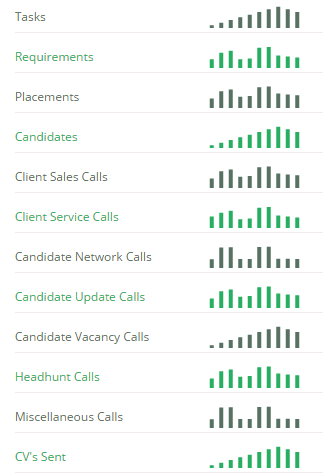 Tasks
Requirements
Placements
Candidates
Client Sales Calls
Client Service Calls
Candidate Network Calls
Candidate Update Calls
Candidate Vacancy Calls
Headhunt Calls
Miscellaneous Calls
CV's Sent